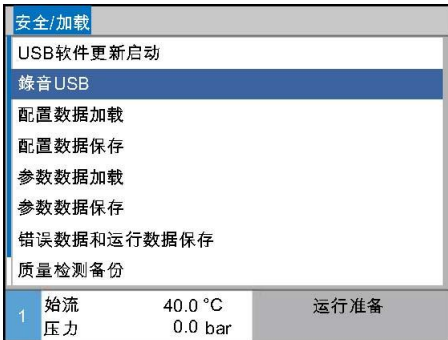 安全/加载
USB软件更新启动
錄音USB
配置数据加载
配置数据保存
参数数据加载
参数数据保存
错误数据和运行数据保存
质量检测备份
1 始流 40.0 °C 运行准备
压力 0.0 bar